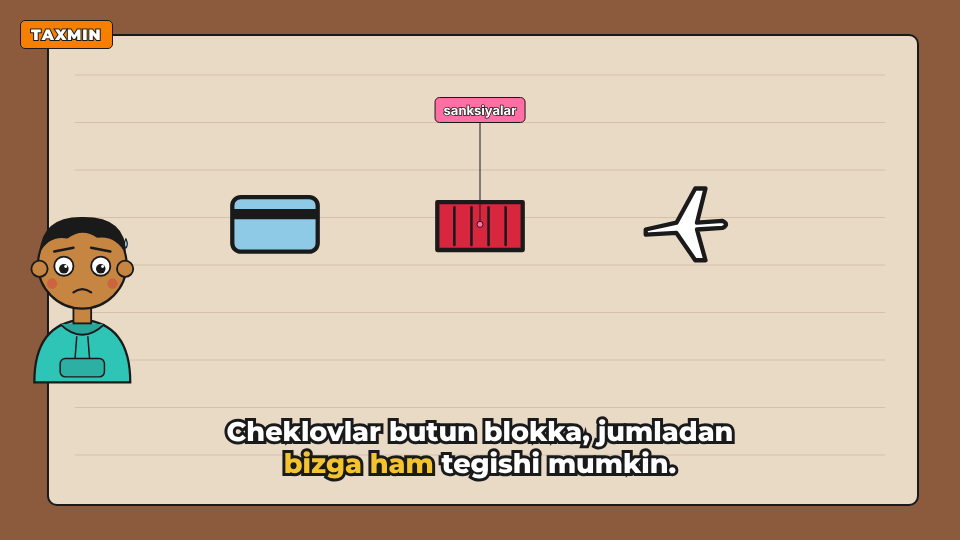 TAXMIN
sanksiyalar
Cheklovlar butun blokka, jumladan
bizga ham tegishi mumkin.